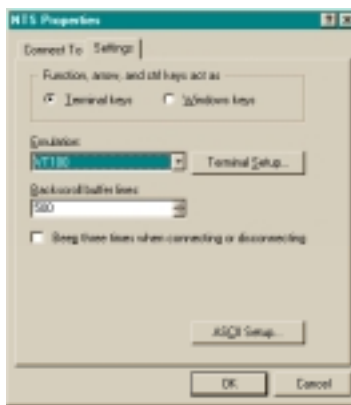 NTS Properties
Connect To Settings
Function, arrow, and ctrl keys act as
Terminal keys Windows keys
Emulation:
VT100 Terminal Setup...
Backscroll buffer lines:
500
Beep three times when connecting or disconnecting
ASCII Setup...
OK Cancel